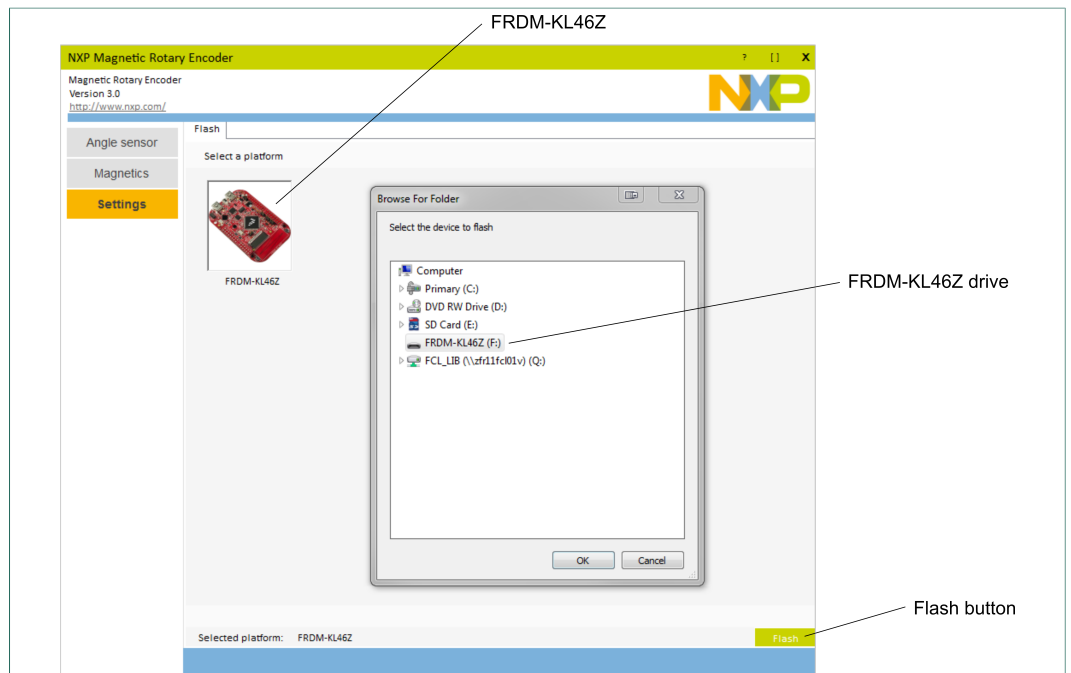 FRDM-KL46Z
NXP Magnetic Rotary Encoder
? [] X
Magnetic Rotary Encoder
Version 3.0
http://www.nxp.com/
NXP
Angle sensor
Magnetics
Settings
Flash
Select a platform
FRDM-KL46Z
Browse For Folder
Select the device to flash
Computer
Primary (C:)
DVD RW Drive (D:)
SD Card (E:)
FRDM-KL46Z (F:)
FCL_LIB (\\zfr11fcl01v) (Q:)
OK Cancel
FRDM-KL46Z drive
Flash button
Selected platform: FRDM-KL46Z
Flash